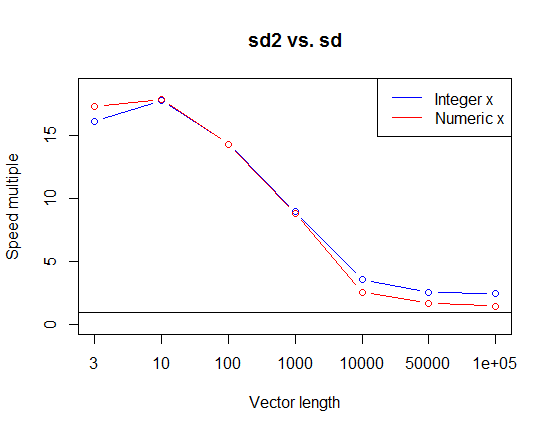 sd2 vs. sd
Integer x
Numeric x
Speed multiple
15
10
5
0
3 10 100 1000 10000 50000 1e+05
Vector length